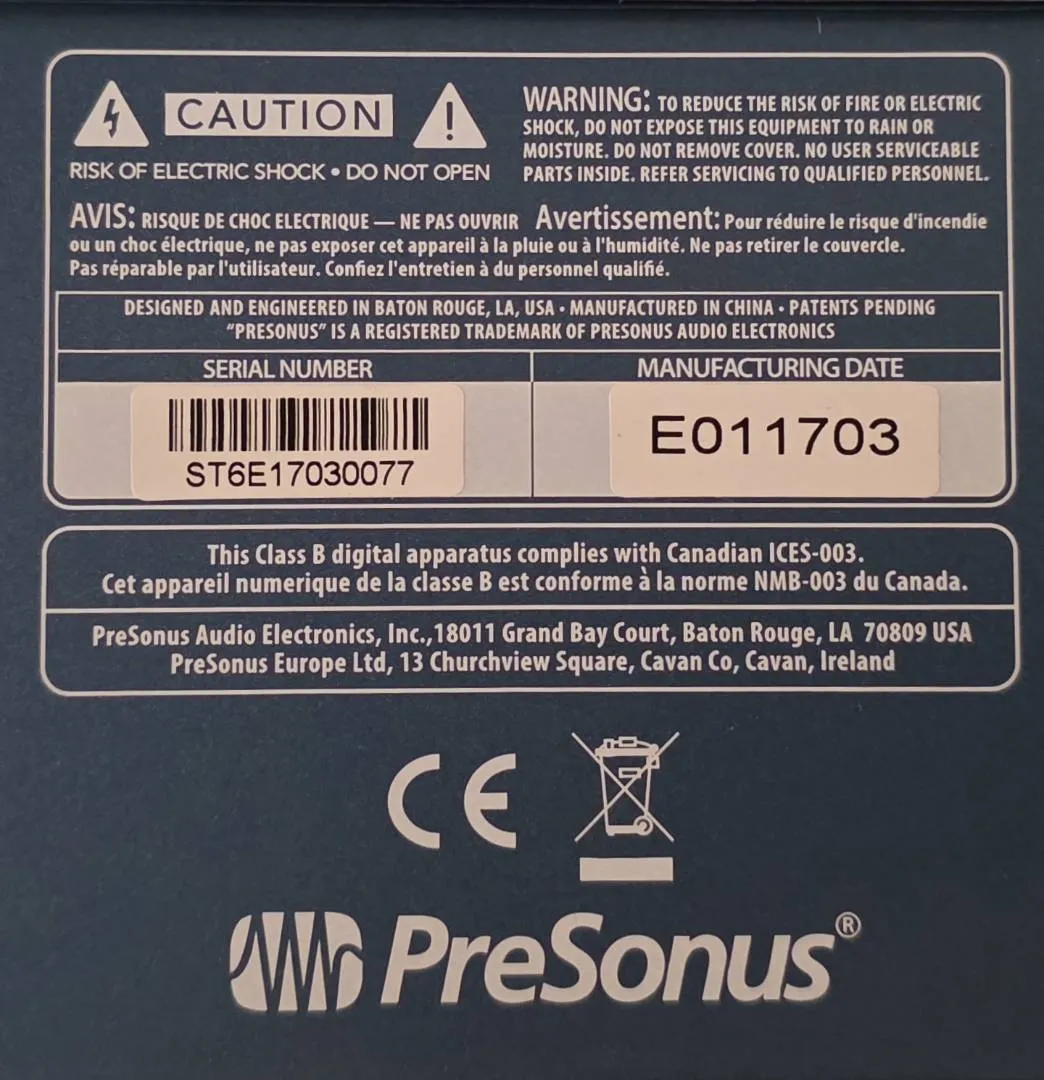 CAUTION
RISK OF ELECTRIC SHOCK • DO NOT OPEN
WARNING: TO REDUCE THE RISK OF FIRE OR ELECTRIC
SHOCK, DO NOT EXPOSE THIS EQUIPMENT TO RAIN OR
MOISTURE. DO NOT REMOVE COVER. NO USER SERVICEABLE
PARTS INSIDE. REFER SERVICING TO QUALIFIED PERSONNEL.
AVIS: RISQUE DE CHOC ELECTRIQUE — NE PAS OUVRIR Avertissement: Pour réduire le risque d'incendie
ou un choc électrique, ne pas exposer cet appareil à la pluie ou à l'humidité. Ne pas retirer le couvercle.
Pas réparable par l'utilisateur. Confiez l'entretien à du personnel qualifié.
DESIGNED AND ENGINEERED IN BATON ROUGE, LA, USA • MANUFACTURED IN CHINA • PATENTS PENDING
“PRESONUS” IS A REGISTERED TRADEMARK OF PRESONUS AUDIO ELECTRONICS
SERIAL NUMBER
ST6E17030077
MANUFACTURING DATE
E011703
This Class B digital apparatus complies with Canadian ICES-003.
Cet appareil numerique de la classe B est conforme à la norme NMB-003 du Canada.
PreSonus Audio Electronics, Inc.,18011 Grand Bay Court, Baton Rouge, LA 70809 USA
PreSonus Europe Ltd, 13 Churchview Square, Cavan Co, Cavan, Ireland
CE
PreSonus®